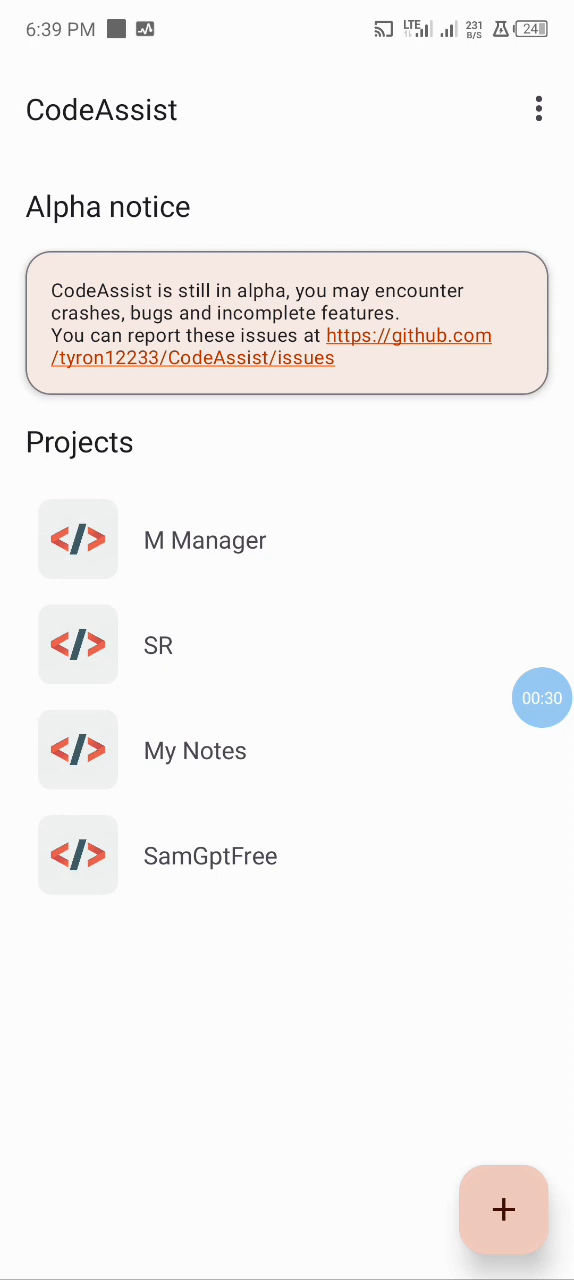 6:39 PM
LTE
231
B/S
24
CodeAssist
Alpha notice
CodeAssist is still in alpha, you may encounter
crashes, bugs and incomplete features.
You can report these issues at https://github.com
/tyron12233/CodeAssist/issues
Projects
</> M Manager
</> SR
00:30
</> My Notes
</> SamGptFree
+